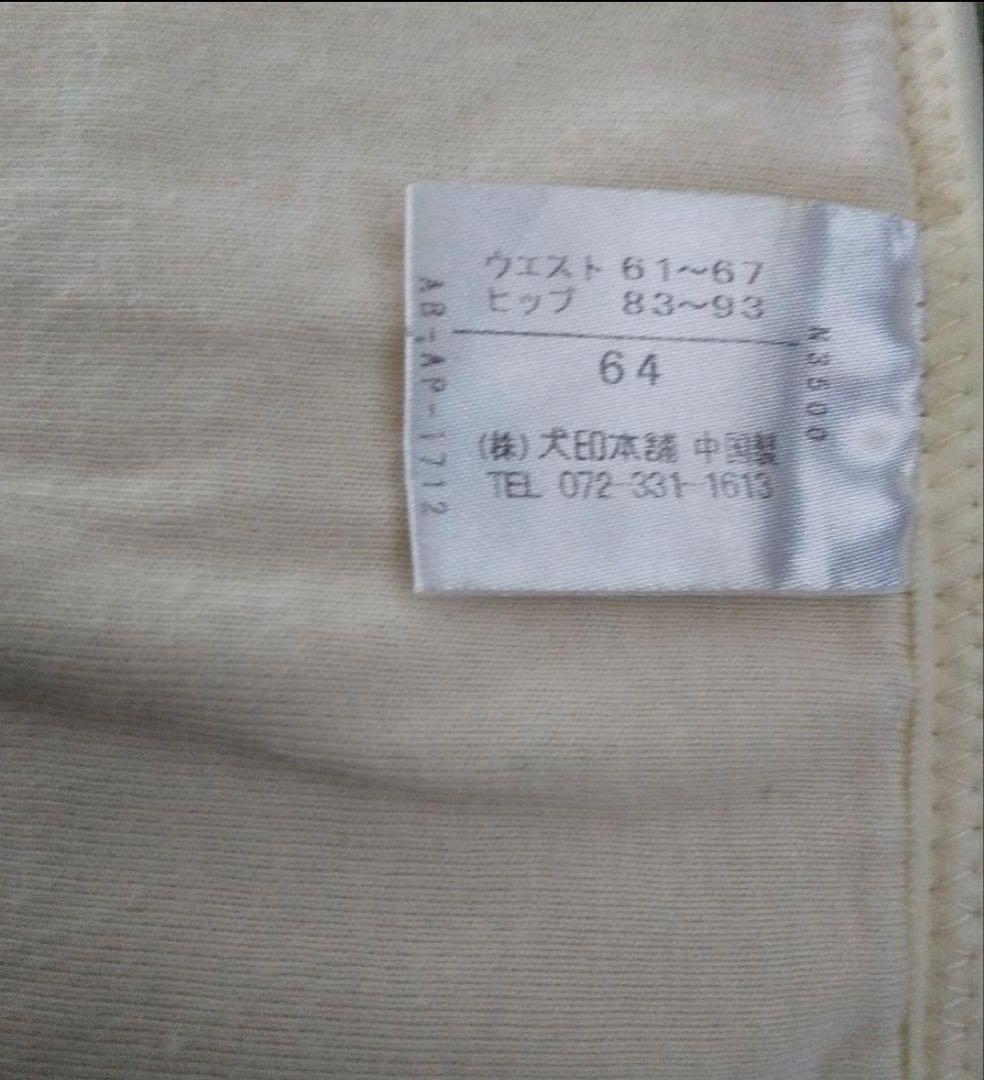 ウエスト 61〜67
ヒップ 83〜93
64
(株)犬印本舗 中国製
TEL 072-331-1613
AB-AP-1712
N3500